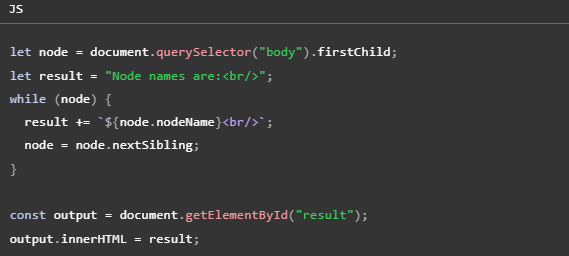 JS
let node = document.querySelector("body").firstChild;
let result = "Node names are:<br/>";
while (node) {
  result += `${node.nodeName}<br/>`;
  node = node.nextSibling;
}
const output = document.getElementById("result");
output.innerHTML = result;